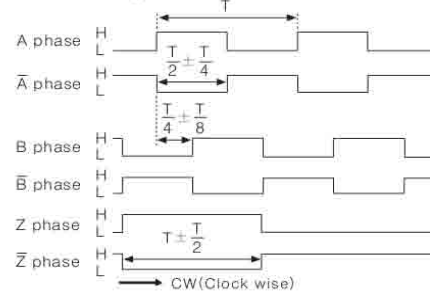 T
A phase H
L
A̅ phase H
L
T/2 ± T/4
T/4 ± T/8
B phase H
L
B̅ phase H
L
Z phase H
L
T ± T/2
Z̅ phase H
L
CW(Clock wise)